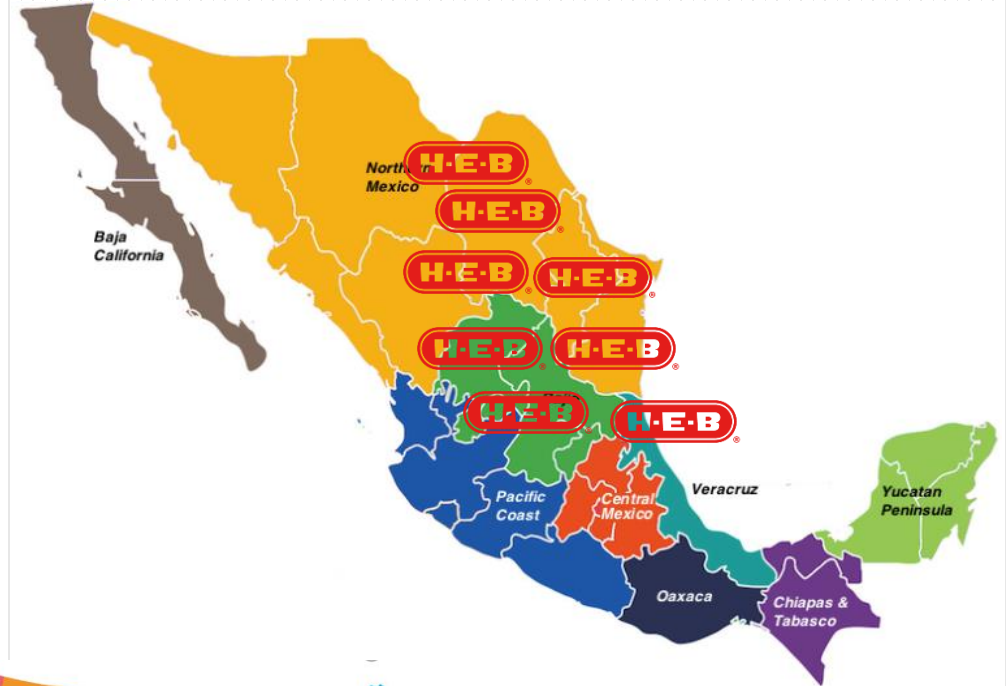 H·E·B
Northern
Mexico
H·E·B
Baja
California
H·E·B
H·E·B
H·E·B
H·E·B
H·E·B
H·E·B
Veracruz
Yucatan
Peninsula
Pacific
Coast
Central
Mexico
Oaxaca
Chiapas &
Tabasco